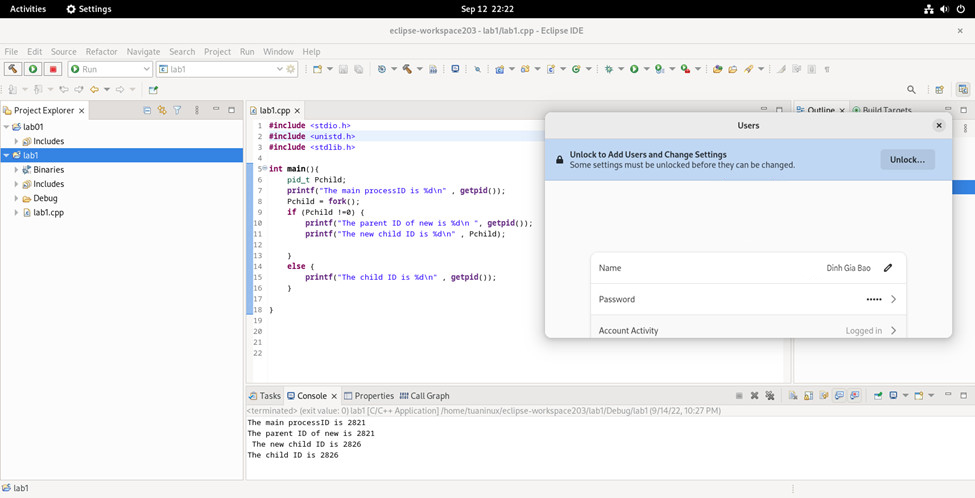 Activities Settings Sep 12 22:22
eclipse-workspace203 - lab1/lab1.cpp - Eclipse IDE
File Edit Source Refactor Navigate Search Project Run Window Help
Run lab1
Project Explorer
lab01
Includes
lab1
Binaries
Includes
Debug
lab1.cpp
lab1.cpp
1 #include <stdio.h>
2 #include <unistd.h>
3 #include <stdlib.h>
4
5 int main(){
6 pid_t Pchild;
7 printf("The main processID is %d\n" , getpid());
8 Pchild = fork();
9 if (Pchild !=0) {
10 printf("The parent ID of new is %d\n ", getpid());
11 printf("The new child ID is %d\n" , Pchild);
12
13 }
14 else {
15 printf("The child ID is %d\n" , getpid());
16 }
17
18 }
19
20
21
22
Outline Build Targets
Users
Unlock to Add Users and Change Settings
Some settings must be unlocked before they can be changed.
Unlock...
Name Dinh Gia Bao
Password •••••
Account Activity Logged in
Tasks Console Properties Call Graph
<terminated> (exit value: 0) lab1 [C/C++ Application] /home/tuaninux/eclipse-workspace203/lab1/Debug/lab1 (9/14/22, 10:27 PM)
The main processID is 2821
The parent ID of new is 2821
The new child ID is 2826
The child ID is 2826
lab1